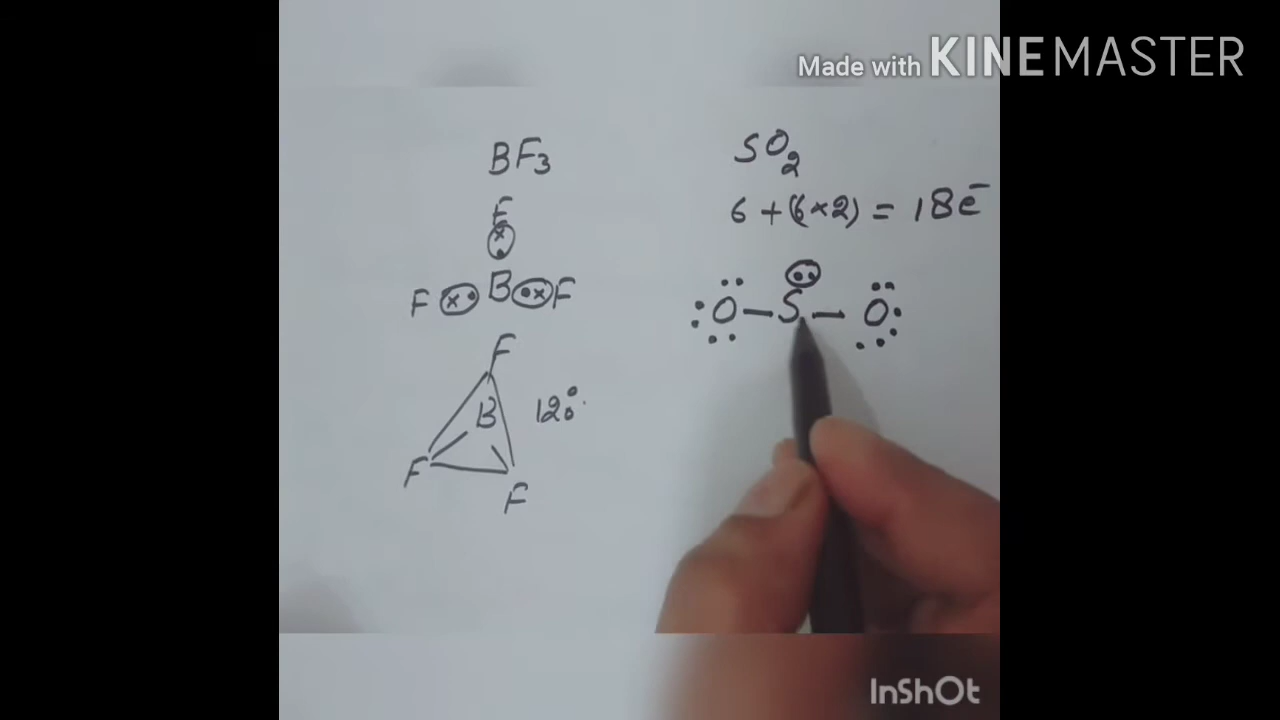 Made with KINEMASTER
BF3
F
F B F
F
B 120°
F
F
SO2
6 + (6×2) = 18e⁻
O - S - O
InShOt